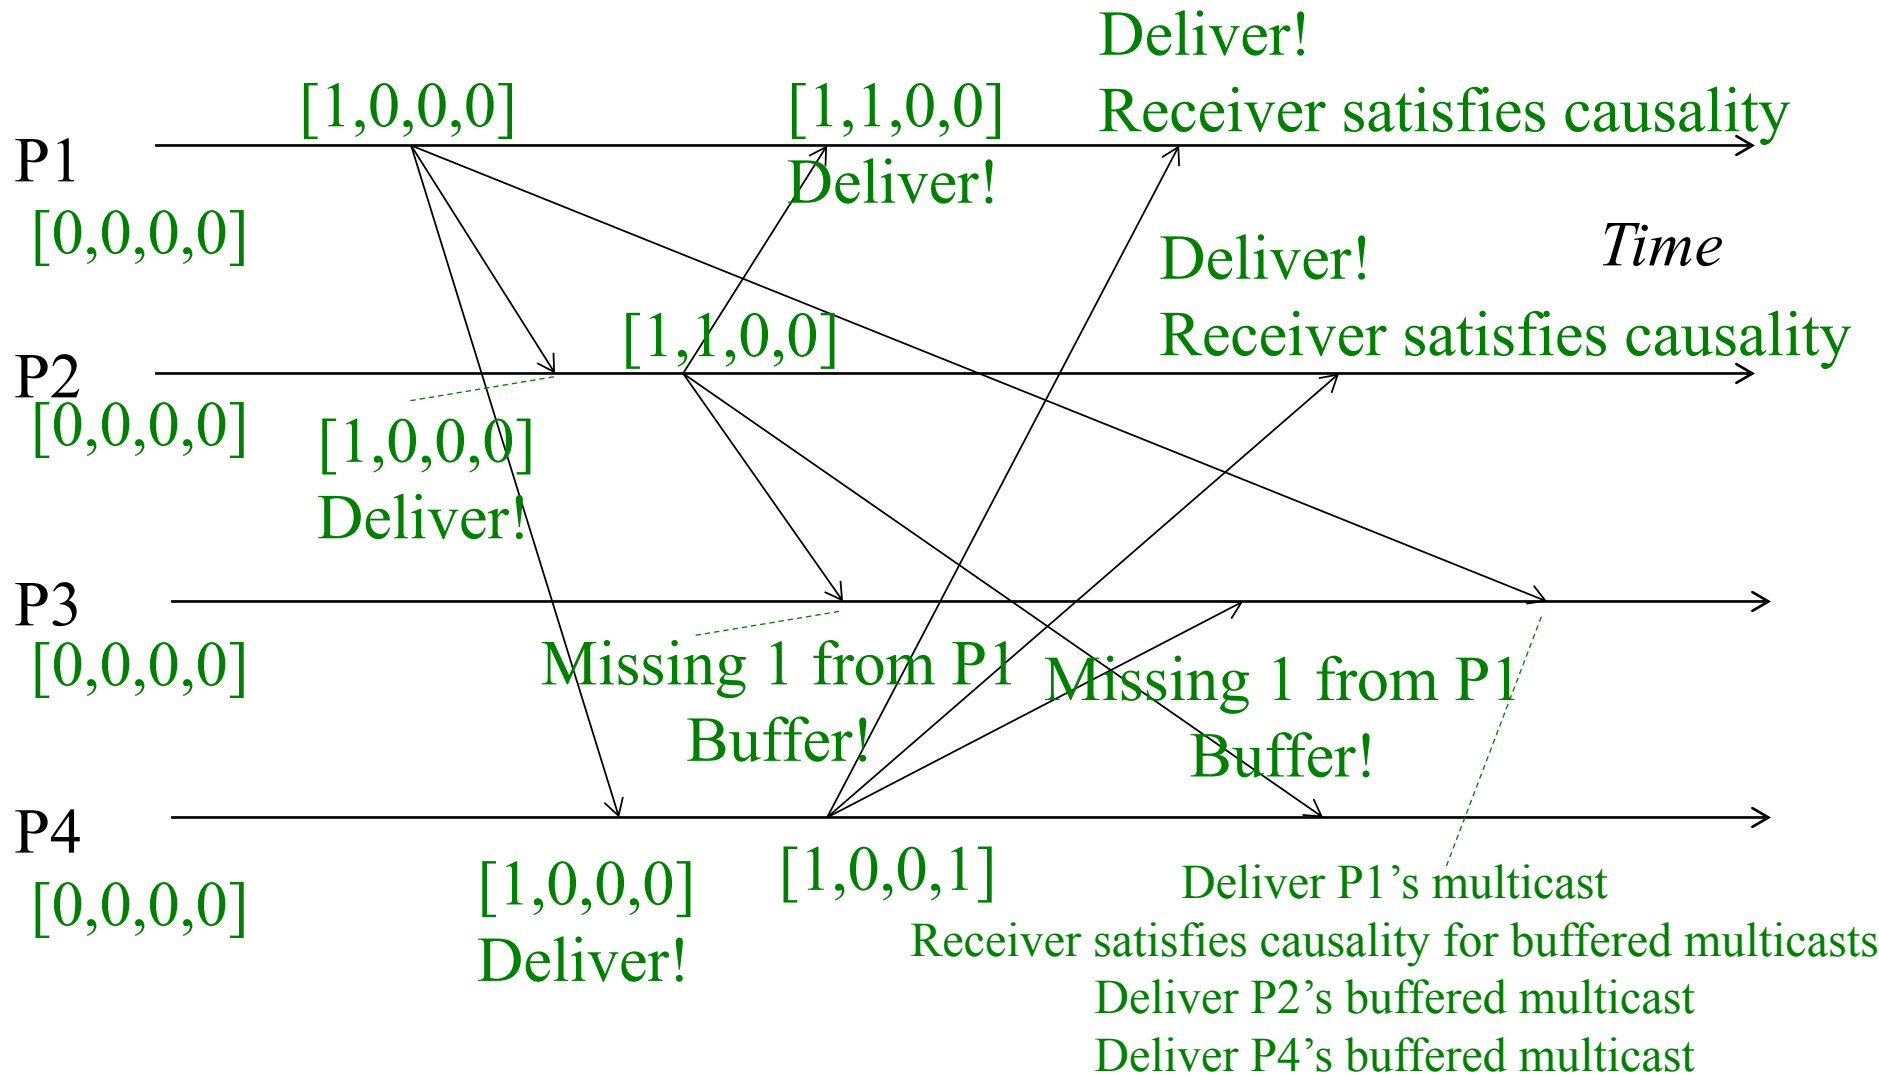 Deliver!
Receiver satisfies causality
[1,0,0,0]
[1,1,0,0]
Deliver!
P1
[0,0,0,0]
Time
Deliver!
Receiver satisfies causality
[1,1,0,0]
P2
[0,0,0,0]
[1,0,0,0]
Deliver!
P3
[0,0,0,0]
Missing 1 from P1
Buffer!
Missing 1 from P1
Buffer!
P4
[0,0,0,0]
[1,0,0,0]
Deliver!
[1,0,0,1]
Deliver P1’s multicast
Receiver satisfies causality for buffered multicasts
Deliver P2’s buffered multicast
Deliver P4’s buffered multicast